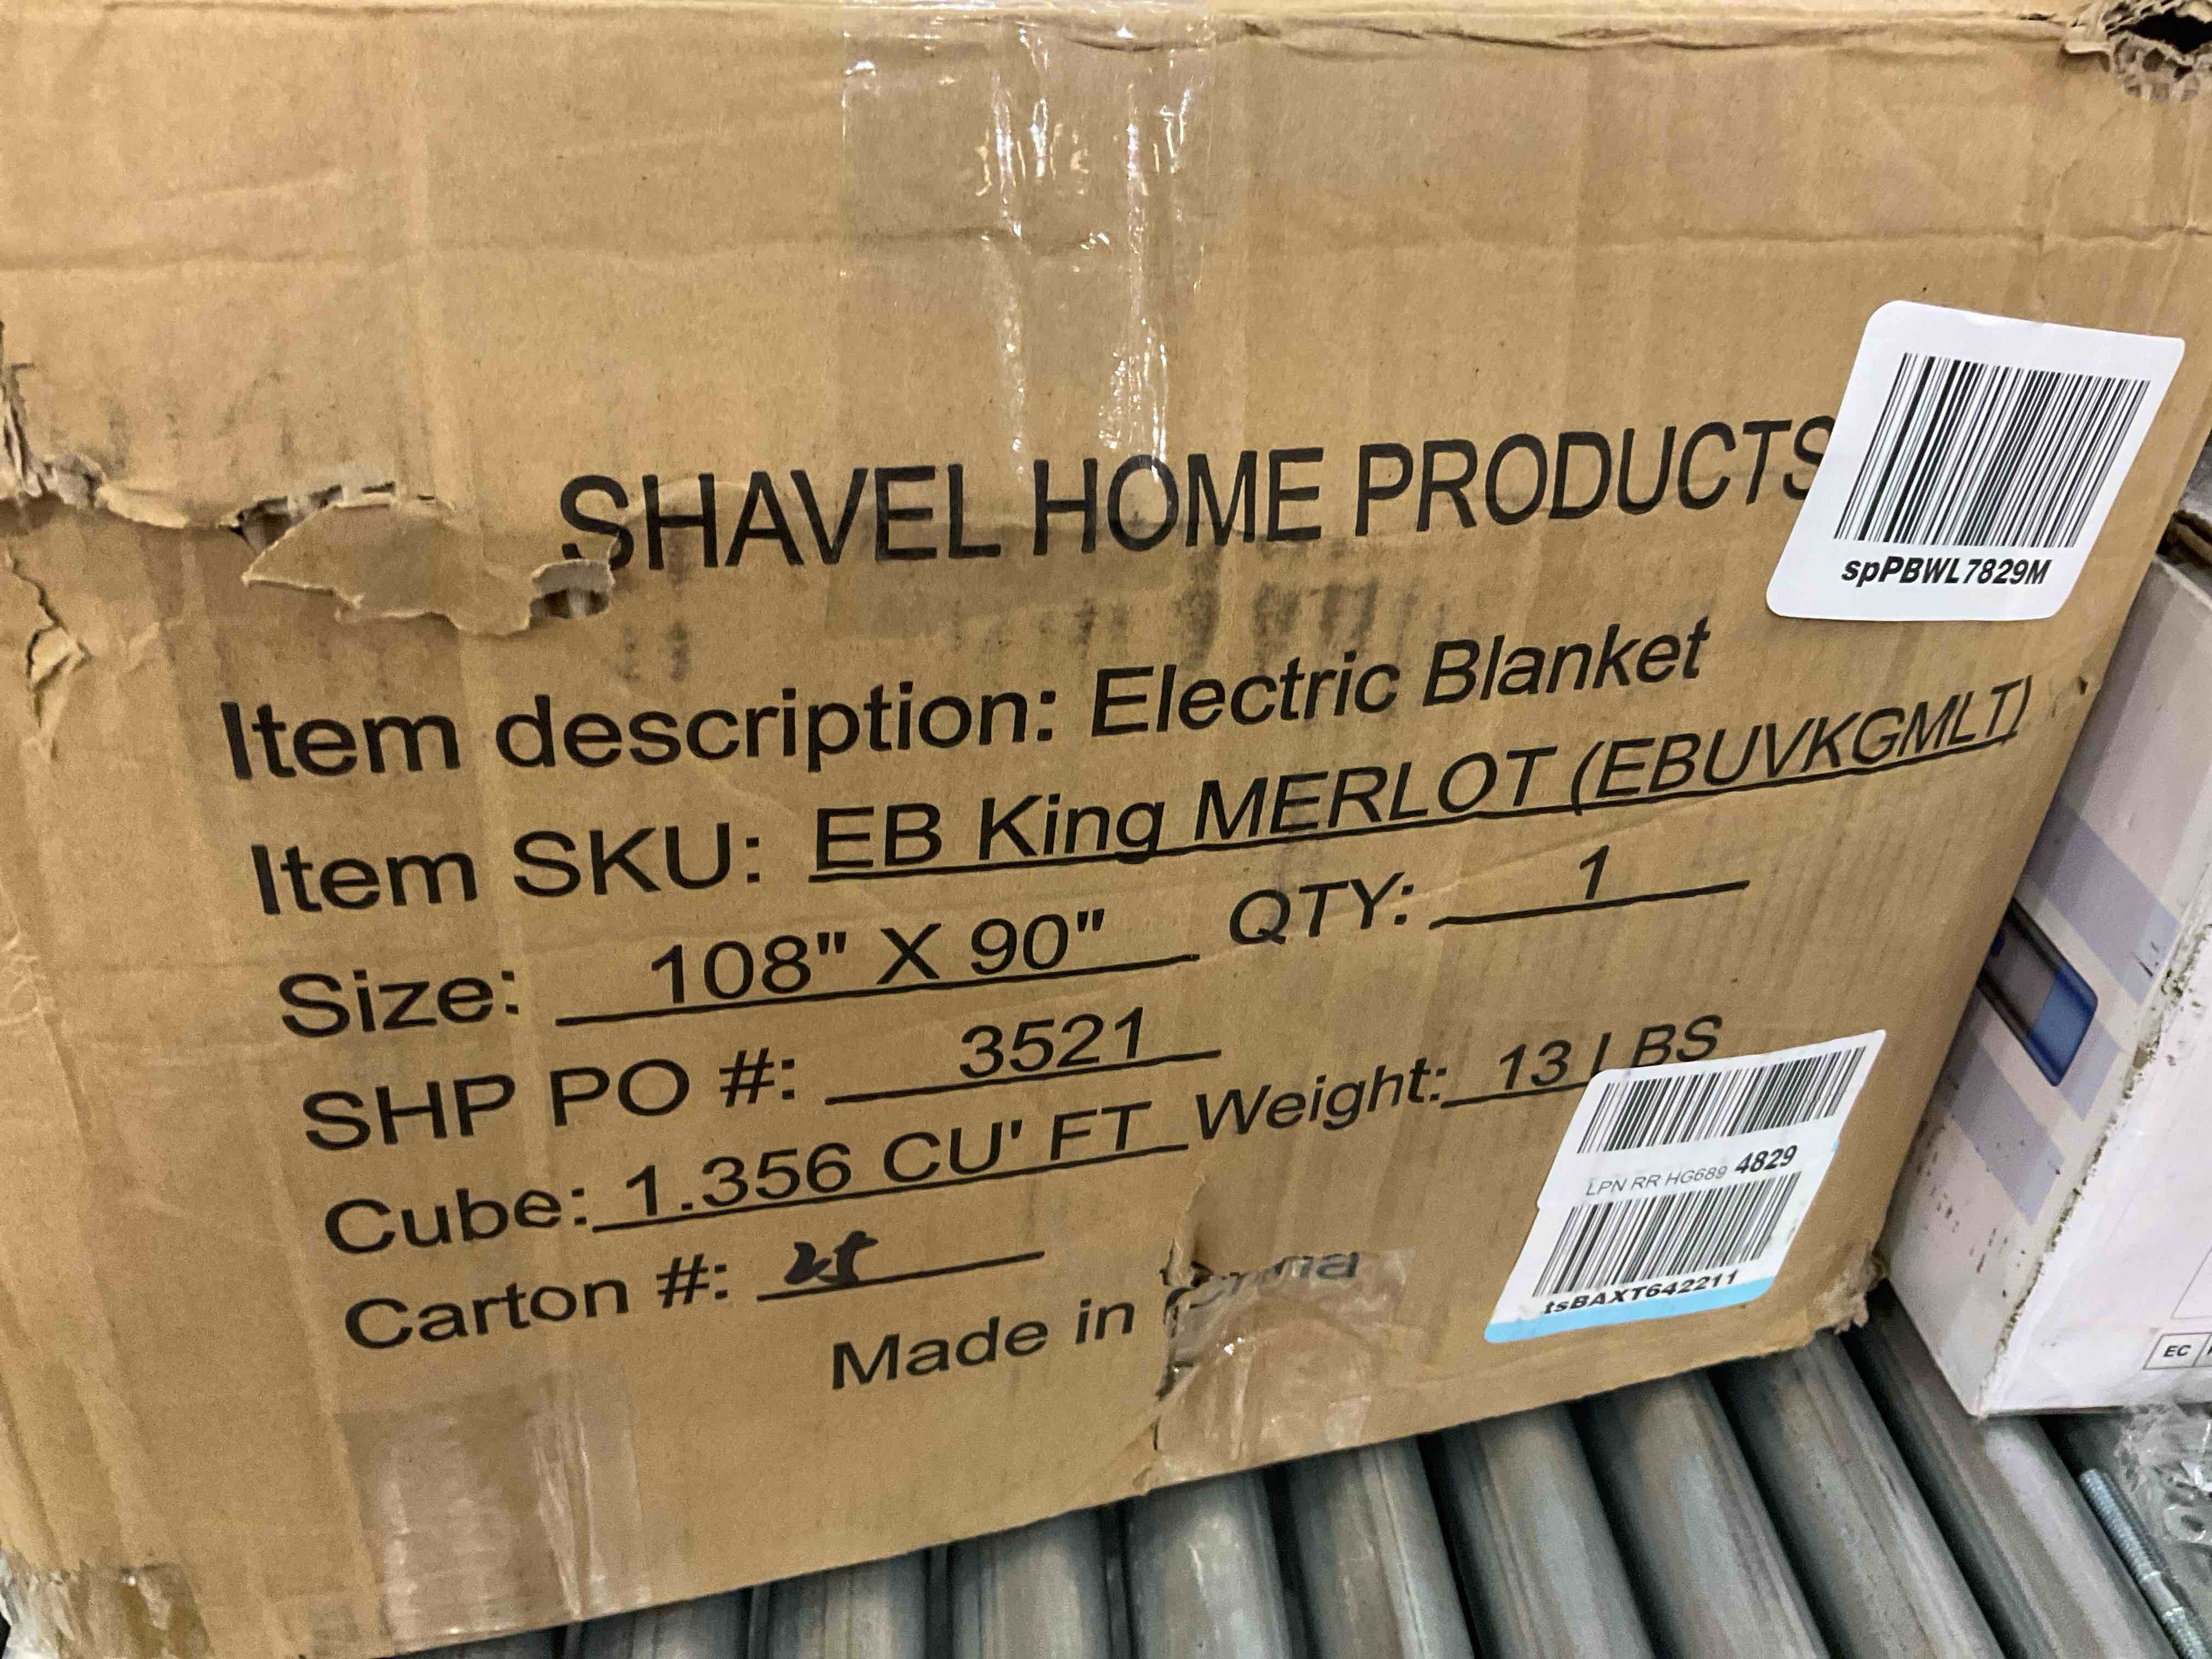 SHAVEL HOME PRODUCTS
spPBWL7829M
Item description: Electric Blanket
Item SKU: EB King MERLOT (EBUVKGMLT)
Size: 108" X 90" QTY: 1
SHP PO #: 3521
Cube: 1.356 CU' FT Weight: 13 LBS
Carton #: 25
Made in
LPN RR HG689 4829
tsBAXT642211
EC